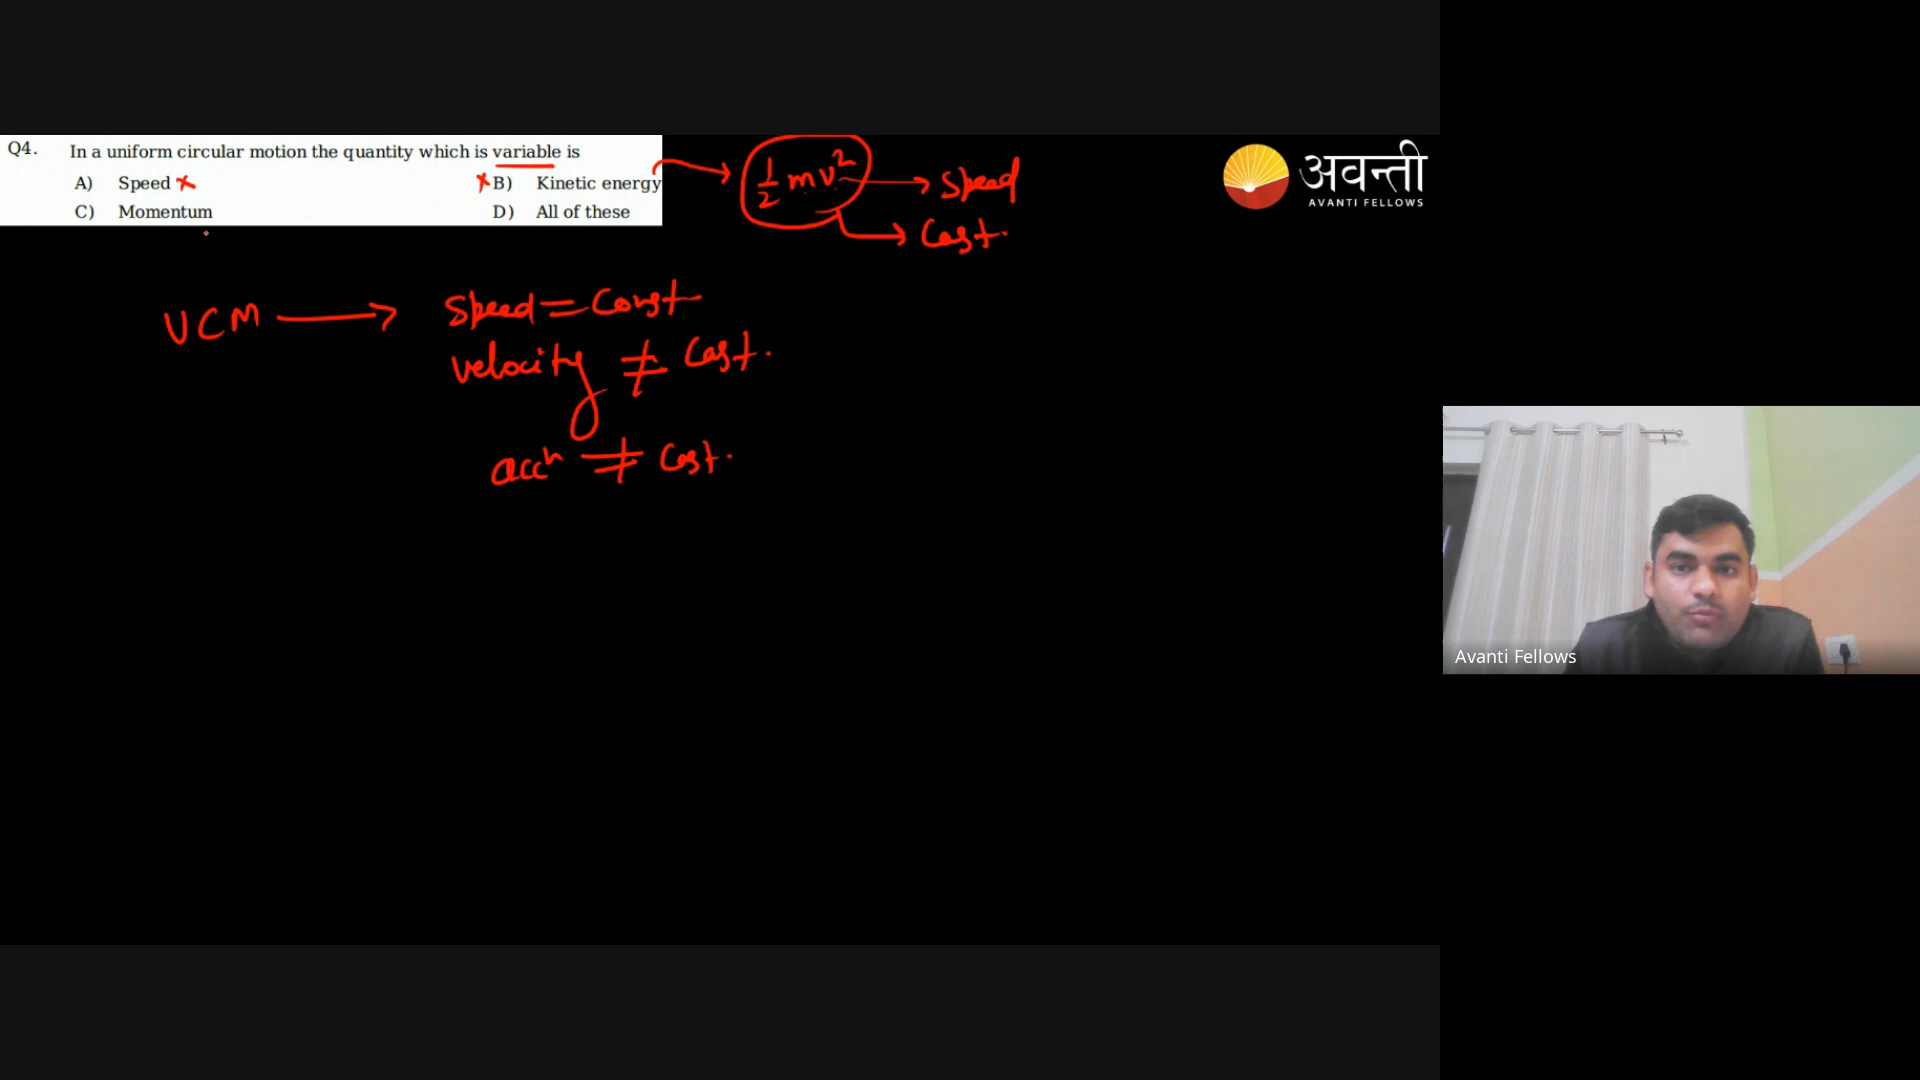 Q4. In a uniform circular motion the quantity which is variable is
A) Speed x
x B) Kinetic energy
C) Momentum
D) All of these
1/2 mv² → Speed
→ Cost.
अवन्ती
AVANTI FELLOWS
UCM → Speed = Const
velocity ≠ Cost.
accⁿ ≠ Cost.
Avanti Fellows